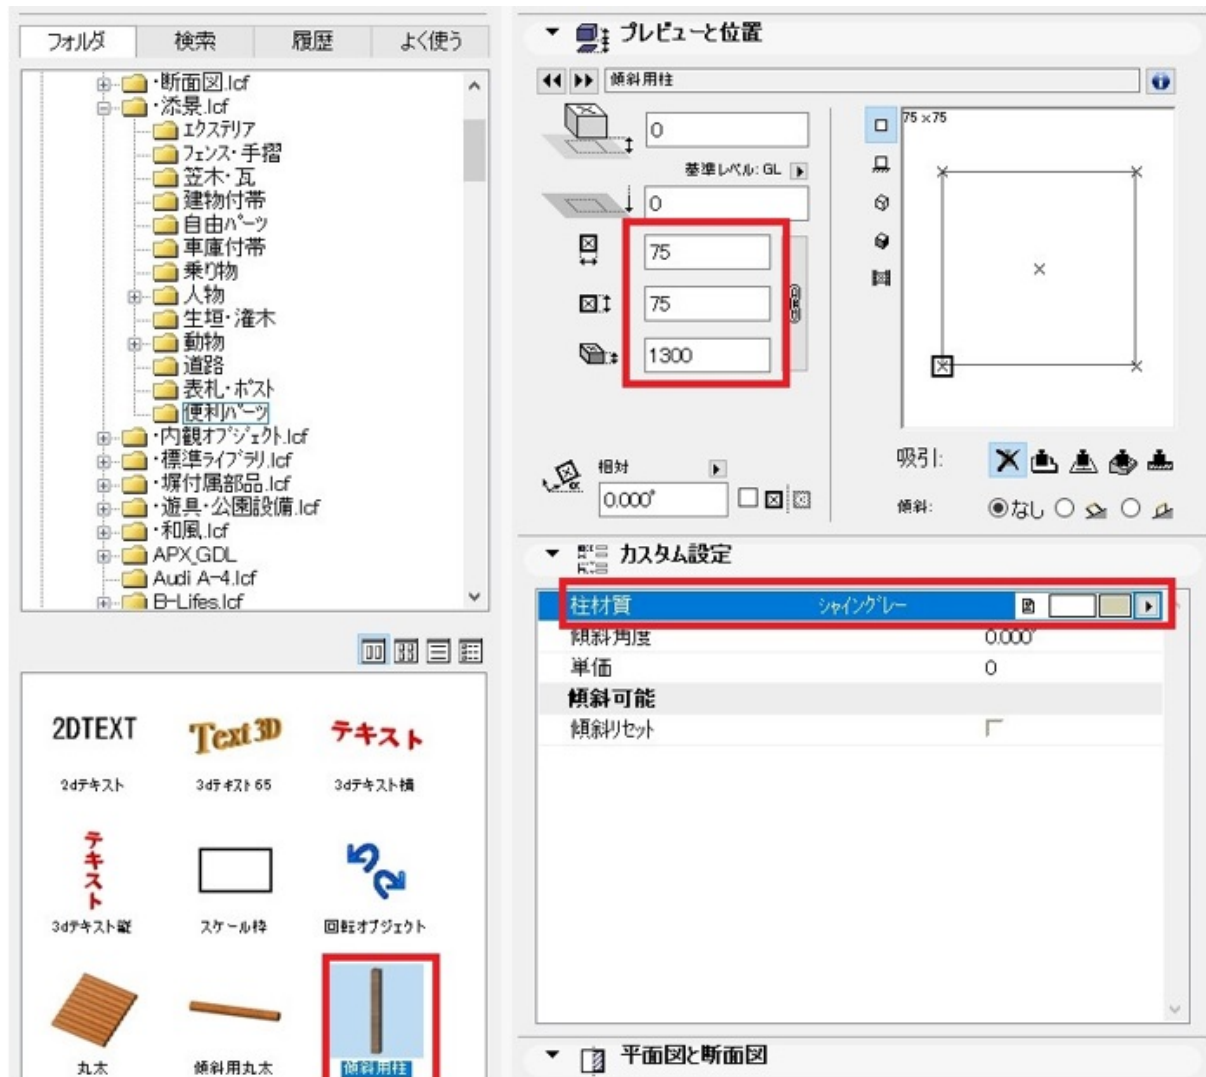 フォルダ 検索 履歴 よく使う
・断面図.lcf
・添景.lcf
エクステリア
フェンス・手摺
笠木・瓦
建物付帯
自由パーツ
車庫付帯
乗り物
人物
生垣・潅木
動物
道路
表札・ポスト
便利パーツ
・内観オブジェクト.lcf
・標準ライブラリ.lcf
・塀付属部品.lcf
・遊具・公園設備.lcf
・和風.lcf
APX_GDL
Audi A-4.lcf
B-Lifes.lcf
2DTEXT Text 3D テキスト
2dテキスト 3dテキスト65 3dテキスト横
テキスト
3dテキスト縦 スケール枠 回転オブジェクト
丸太 傾斜用丸太 傾斜用柱
プレビューと位置
傾斜用柱
0
基準レベル: GL
0
75
75
1300
75×75
相対
0.000°
吸引:
傾斜: なし
カスタム設定
柱材質 シャイングレー
傾斜角度 0.000°
単価 0
傾斜可能
傾斜リセット
平面図と断面図